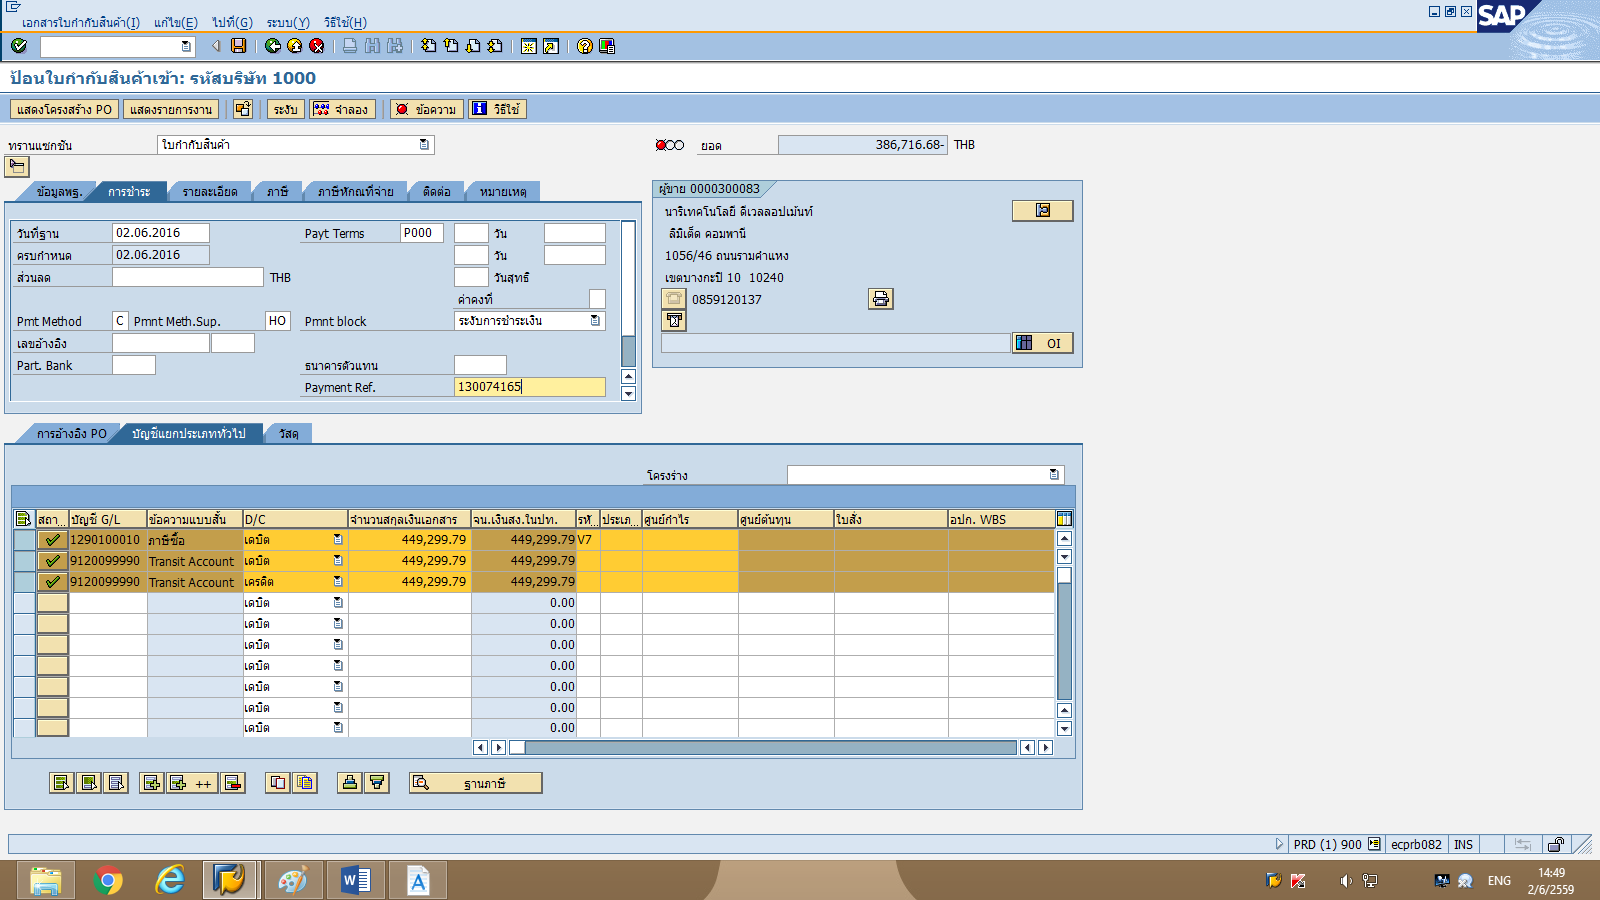 เอกสารใบกำกับสินค้า(I) แก้ไข(E) ไปที่(G) ระบบ(Y) วิธีใช้(H)
SAP
ป้อนใบกำกับสินค้าเข้า: รหัสบริษัท 1000
แสดงโครงสร้าง PO แสดงรายการงาน ระงับ จำลอง ข้อความ วิธีใช้
ทรานแซกชัน ใบกำกับสินค้า ยอด 386,716.68- THB
ข้อมูลพฐ. การชำระ รายละเอียด ภาษี ภาษีหักณที่จ่าย ติดต่อ หมายเหตุ
วันที่ฐาน 02.06.2016 Payt Terms P000 วัน
ครบกำหนด 02.06.2016 วัน
ส่วนลด THB วันสุทธิ
ค่าคงที่
Pmt Method C Pmnt Meth.Sup. HO Pmnt block ระงับการชำระเงิน
เลขอ้างอิง
Part. Bank ธนาคารตัวแทน
Payment Ref. 130074165
ผู้ขาย 0000300083
นาริเทคโนโลยี ดีเวลลอปเม้นท์
ลิมิเต็ด คอมพานี
1056/46 ถนนรามคำแหง
เขตบางกะปิ 10 10240
0859120137
OI
การอ้างอิง PO บัญชีแยกประเภททั่วไป วัสดุ
โครงร่าง
สถา... บัญชี G/L ข้อความแบบสั้น D/C จำนวนสกุลเงินเอกสาร จน.เงินสง.ในปท. รหั... ประเภ... ศูนย์กำไร ศูนย์ต้นทุน ใบสั่ง อปก. WBS
1290100010 ภาษีซื้อ เดบิต 449,299.79 449,299.79 V7
9120099990 Transit Account เดบิต 449,299.79 449,299.79
9120099990 Transit Account เครดิต 449,299.79 449,299.79
เดบิต 0.00
เดบิต 0.00
เดบิต 0.00
เดบิต 0.00
เดบิต 0.00
เดบิต 0.00
เดบิต 0.00
++ ฐานภาษี
PRD (1) 900 ecprb082 INS
ENG 14:49
2/6/2559